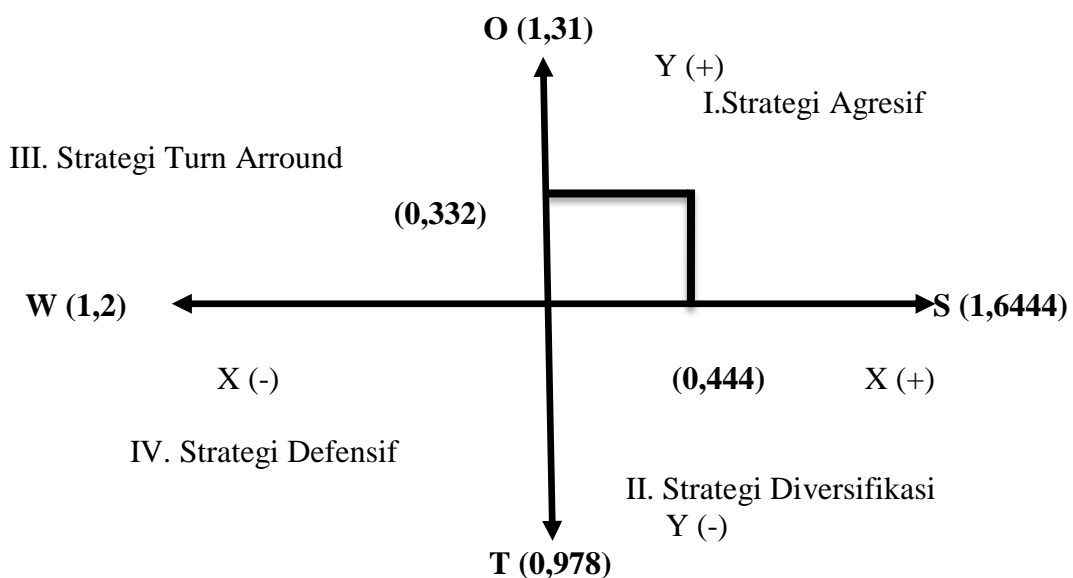 O (1,31)
Y (+)
I.Strategi Agresif
III. Strategi Turn Arround
(0,332)
W (1,2)
S (1,6444)
X (-)
(0,444)
X (+)
IV. Strategi Defensif
II. Strategi Diversifikasi
Y (-)
T (0,978)